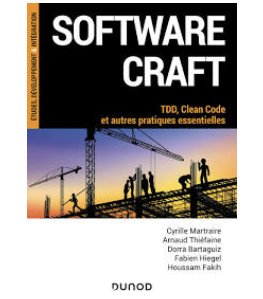 ÉTUDES, DÉVELOPPEMENT & INTÉGRATION
SOFTWARE
CRAFT
TDD, Clean Code
et autres pratiques essentielles
Cyrille Martraire
Arnaud Thiéfaine
Dorra Bartaguiz
Fabien Hiegel
Houssam Fakih
DUNOD